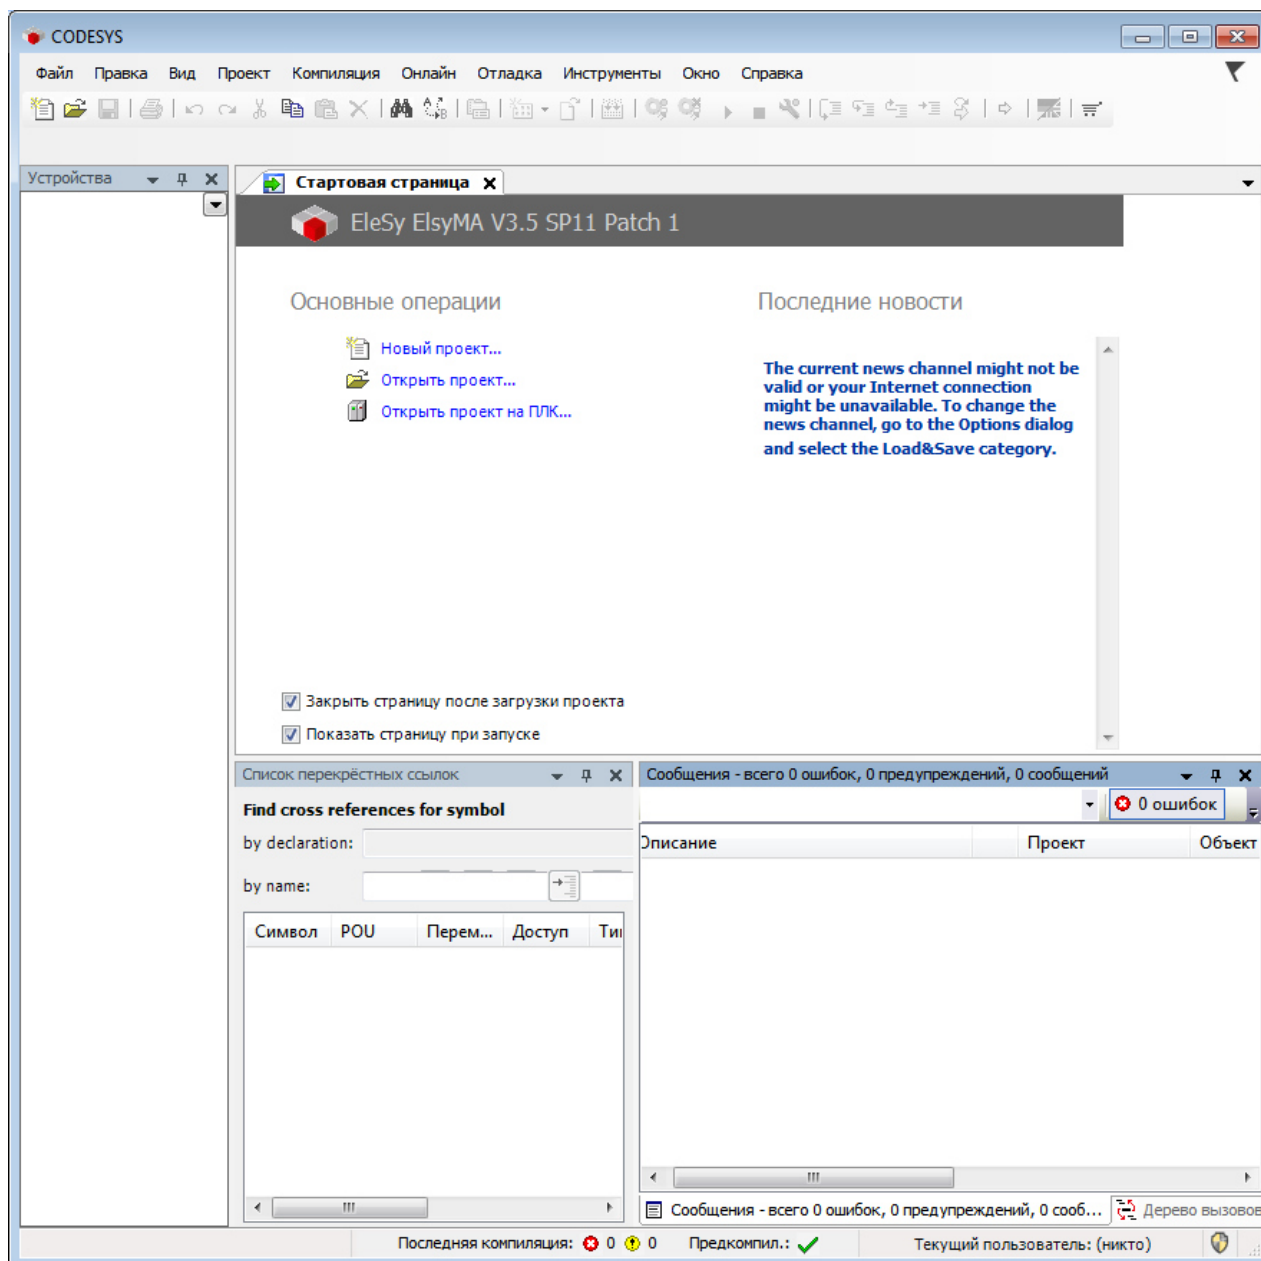 CODESYS
Файл Правка Вид Проект Компиляция Онлайн Отладка Инструменты Окно Справка
Устройства
Стартовая страница
EleSy ElsyMA V3.5 SP11 Patch 1
Основные операции
Новый проект...
Открыть проект...
Открыть проект на ПЛК...
Последние новости
The current news channel might not be
valid or your Internet connection
might be unavailable. To change the
news channel, go to the Options dialog
and select the Load&Save category.
Закрыть страницу после загрузки проекта
Показать страницу при запуске
Список перекрёстных ссылок
Find cross references for symbol
by declaration:
by name:
Символ POU Перем... Доступ Ти
Сообщения - всего 0 ошибок, 0 предупреждений, 0 сообщений
0 ошибок
Описание Проект Объект
Сообщения - всего 0 ошибок, 0 предупреждений, 0 сооб...
Дерево вызовов
Последняя компиляция: 0 0 Предкомпил.: Текущий пользователь: (никто)